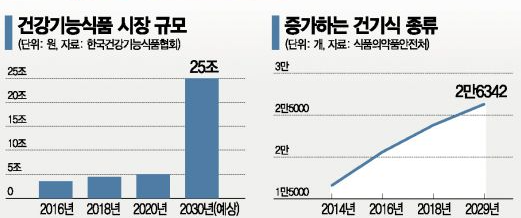 건강기능식품 시장 규모
(단위: 원, 자료: 한국건강기능식품협회)
25조
25조
20조
15조
10조
5조
0
2016년 2018년 2020년 2030년(예상)
증가하는 건기식 종류
(단위: 개, 자료: 식품의약품안전처)
3만
2만6342
2만5000
2만
1만5000
2014년 2016년 2018년 2029년